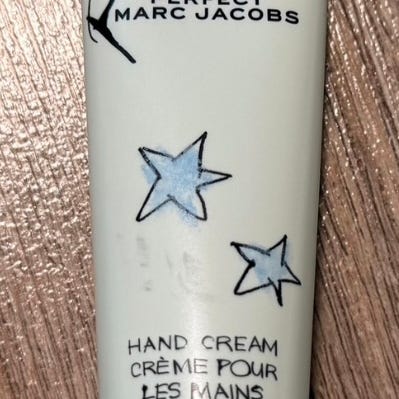 PERFECT
MARC JACOBS
HAND CREAM
CRÈME POUR
LES MAINS